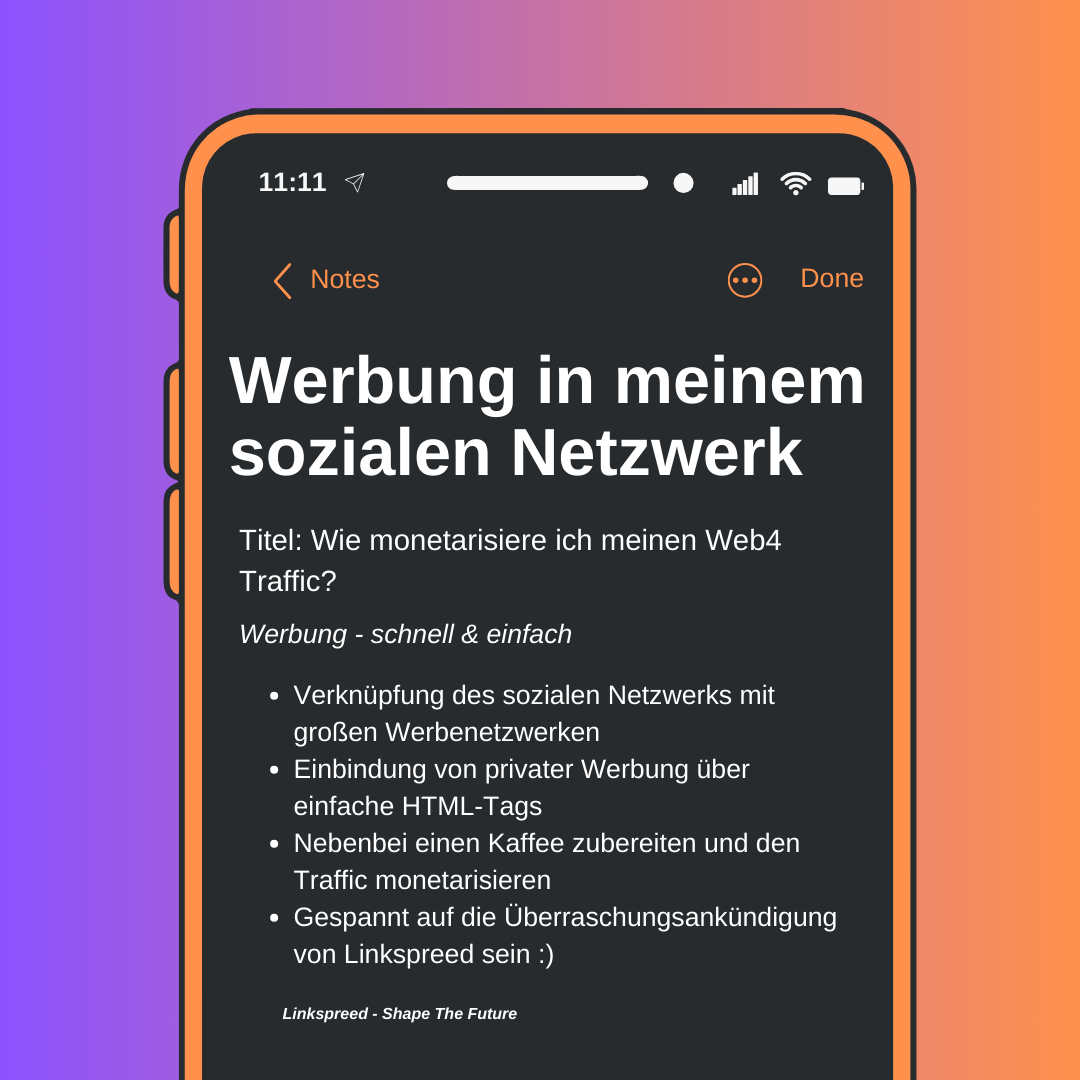 11:11
Notes
Done
Werbung in meinem
sozialen Netzwerk
Titel: Wie monetarisiere ich meinen Web4
Traffic?
Werbung - schnell & einfach
• Verknüpfung des sozialen Netzwerks mit
großen Werbenetzwerken
• Einbindung von privater Werbung über
einfache HTML-Tags
• Nebenbei einen Kaffee zubereiten und den
Traffic monetarisieren
• Gespannt auf die Überraschungsankündigung
von Linkspreed sein :)
Linkspreed - Shape The Future